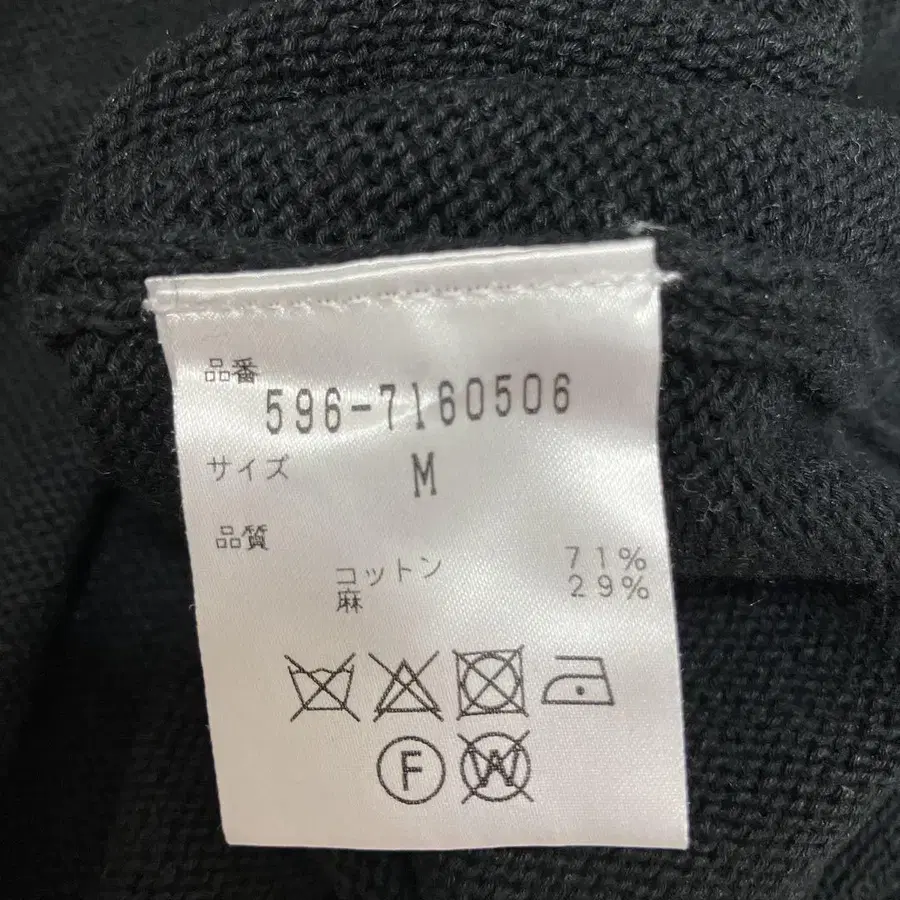 品番
596-7160506
サイズ M
品質
コットン 71%
麻 29%
F W